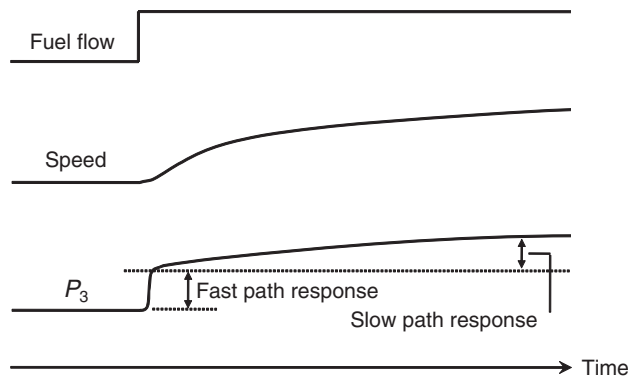 Fuel flow
Speed
P3
Fast path response
Slow path response
Time